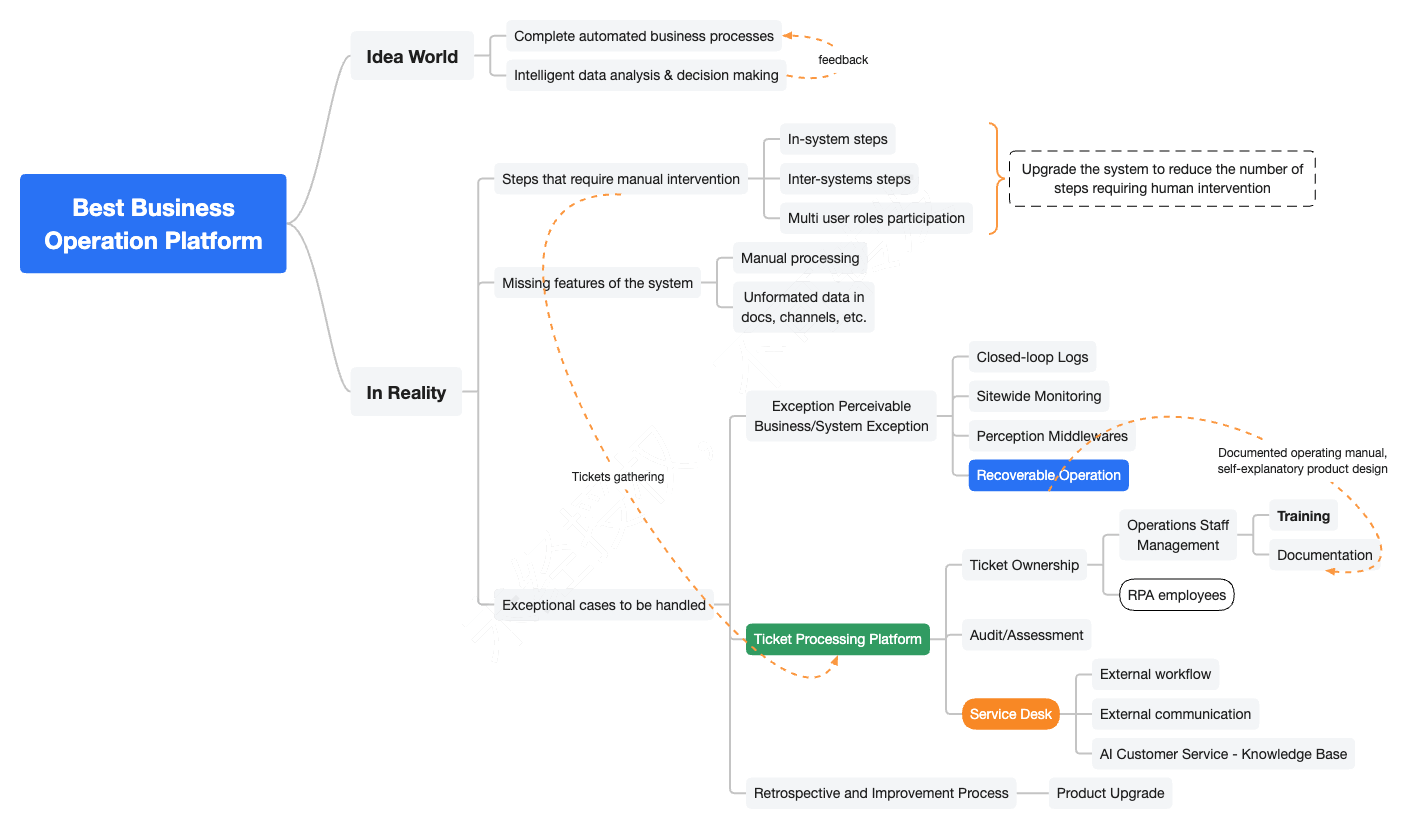 Idea World
Complete automated business processes
Intelligent data analysis & decision making
feedback
Best Business
Operation Platform
In Reality
Steps that require manual intervention
In-system steps
Inter-systems steps
Multi user roles participation
Upgrade the system to reduce the number of
steps requiring human intervention
Missing features of the system
Manual processing
Unformated data in
docs, channels, etc.
Tickets gathering
Exceptional cases to be handled
Exception Perceivable
Business/System Exception
Closed-loop Logs
Sitewide Monitoring
Perception Middlewares
Recoverable Operation
Documented operating manual,
self-explanatory product design
Ticket Processing Platform
Ticket Ownership
Operations Staff
Management
Training
Documentation
RPA employees
Audit/Assessment
Service Desk
External workflow
External communication
AI Customer Service - Knowledge Base
Retrospective and Improvement Process
Product Upgrade